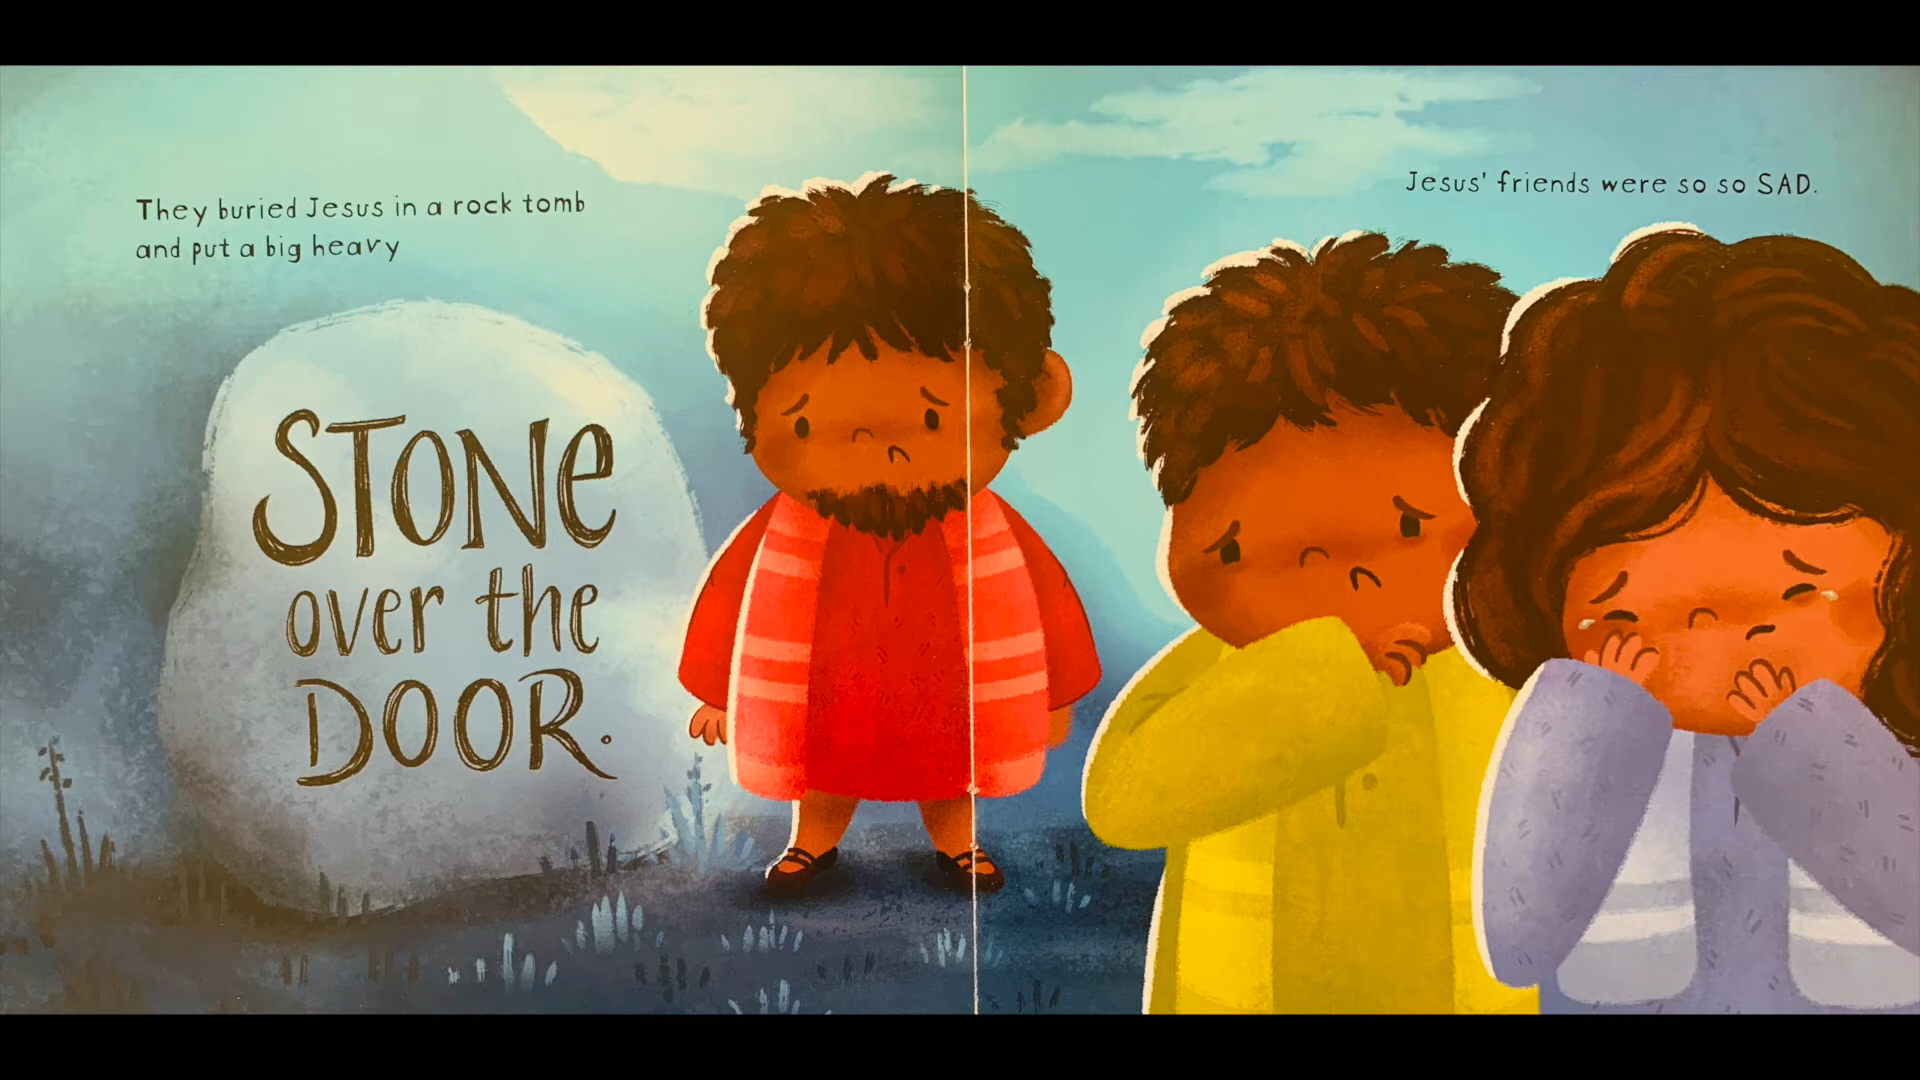 They buried Jesus in a rock tomb
and put a big heavy
STONE
over the
DOOR.
Jesus' friends were so so SAD.